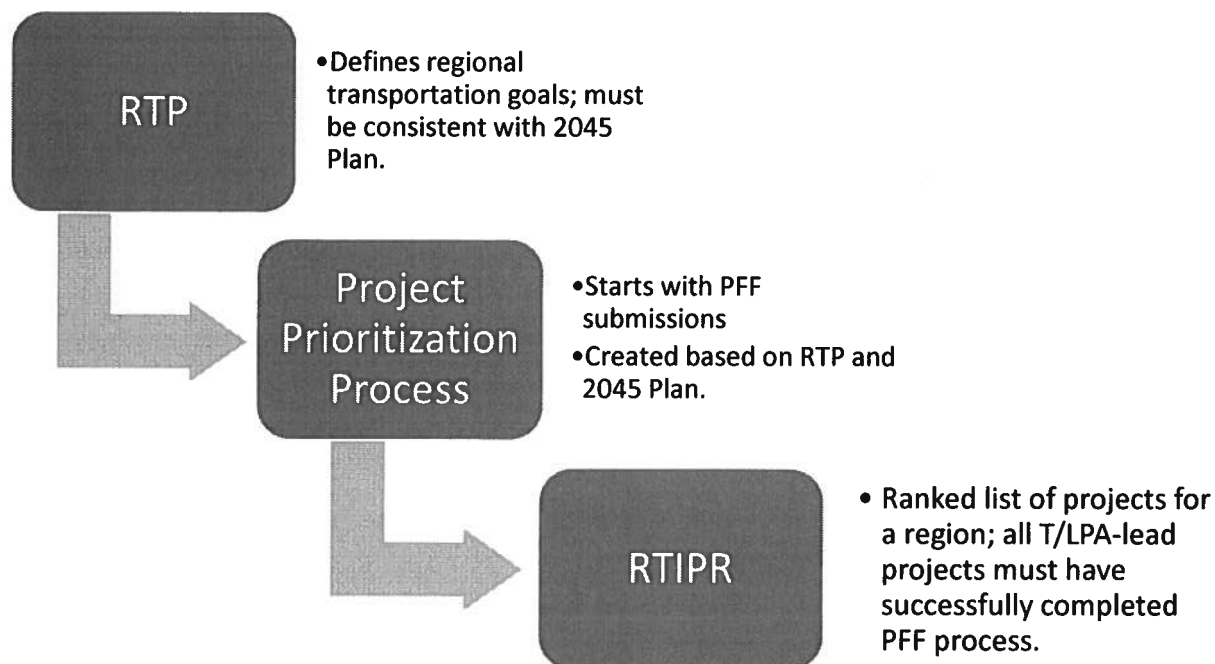 RTP
•Defines regional
transportation goals; must
be consistent with 2045
Plan.
Project
Prioritization
Process
•Starts with PFF
submissions
•Created based on RTP and
2045 Plan.
RTIPR
• Ranked list of projects for
a region; all T/LPA-lead
projects must have
successfully completed
PFF process.